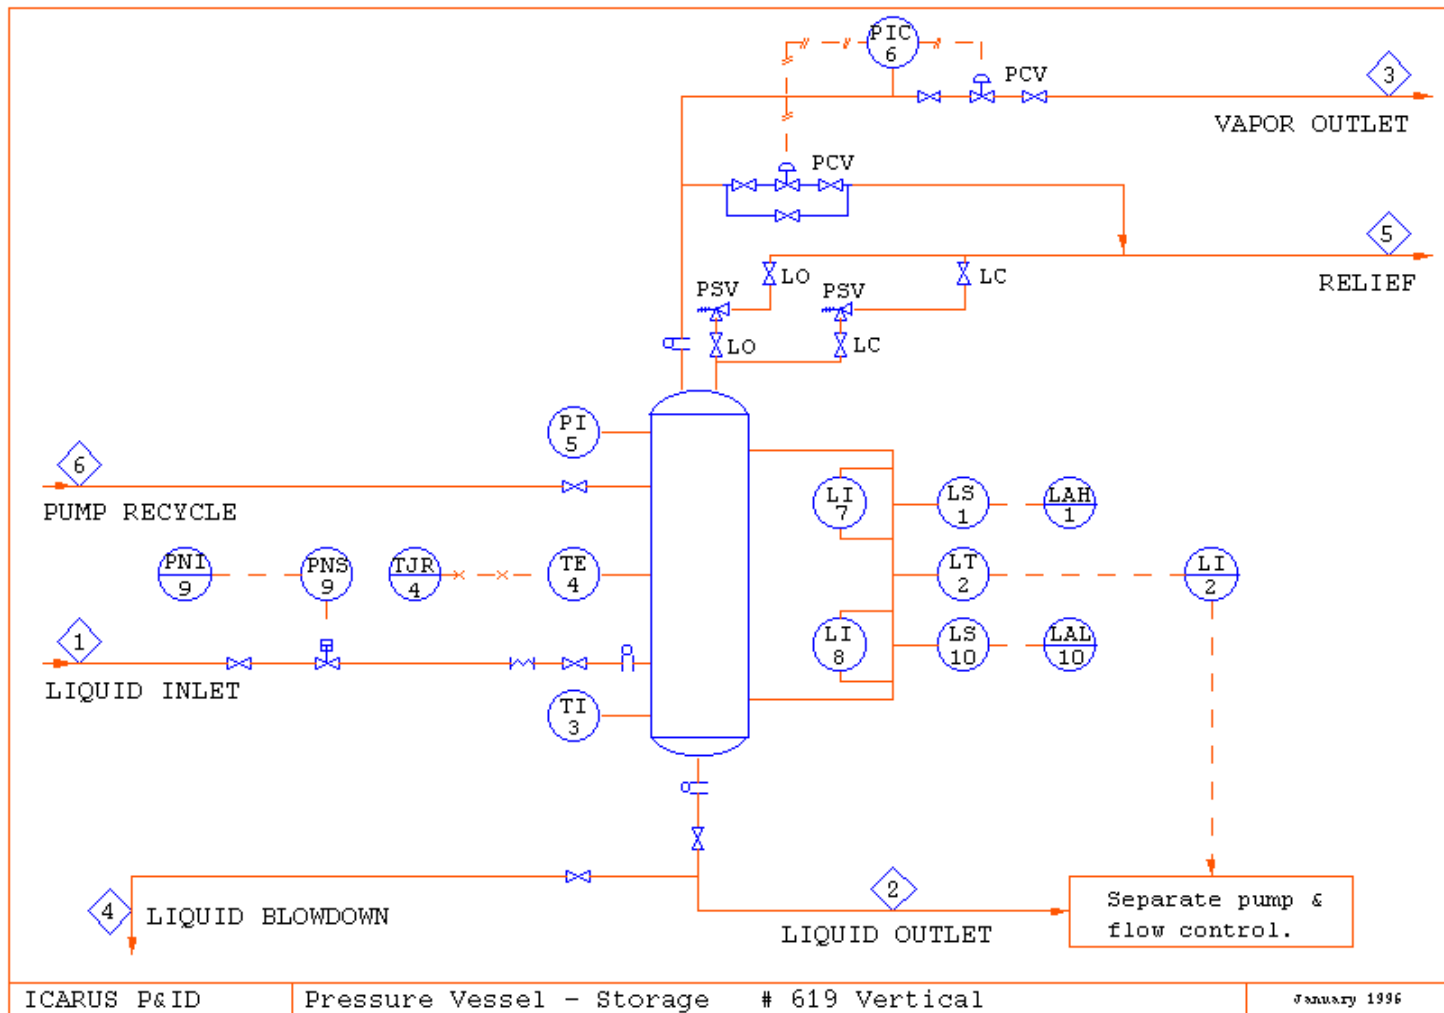 PIC
6
PCV
3
VAPOR OUTLET
PCV
5
RELIEF
LO
LC
PSV
PSV
LO
LC
PI
5
6
PUMP RECYCLE
LI
7
LS
1
LAH
1
PNI
9
PNS
9
TJR
4
TE
4
LT
2
LI
2
1
LIQUID INLET
LI
8
LS
10
LAL
10
TI
3
4
LIQUID BLOWDOWN
2
LIQUID OUTLET
Separate pump &
flow control.
ICARUS P&ID
Pressure Vessel - Storage # 619 Vertical
January 1996